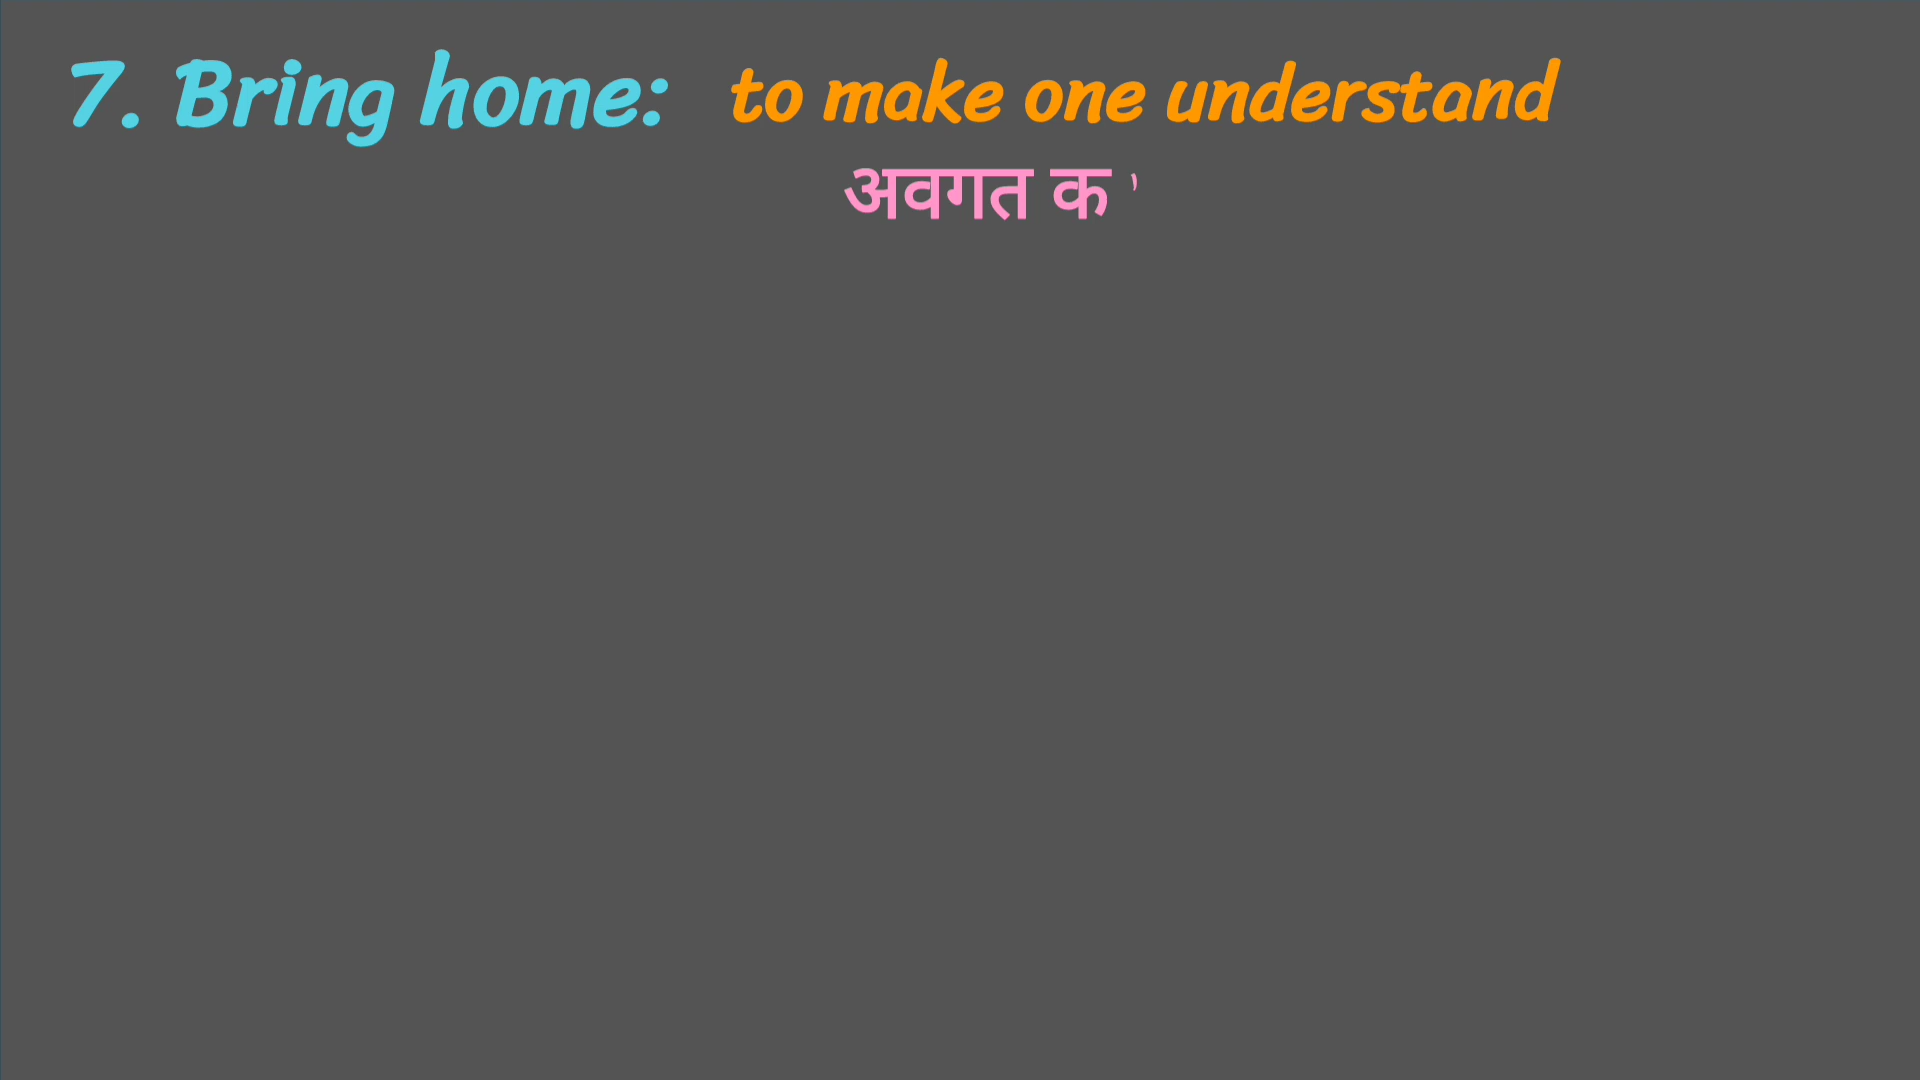 7. Bring home: to make one understand
अवगत क